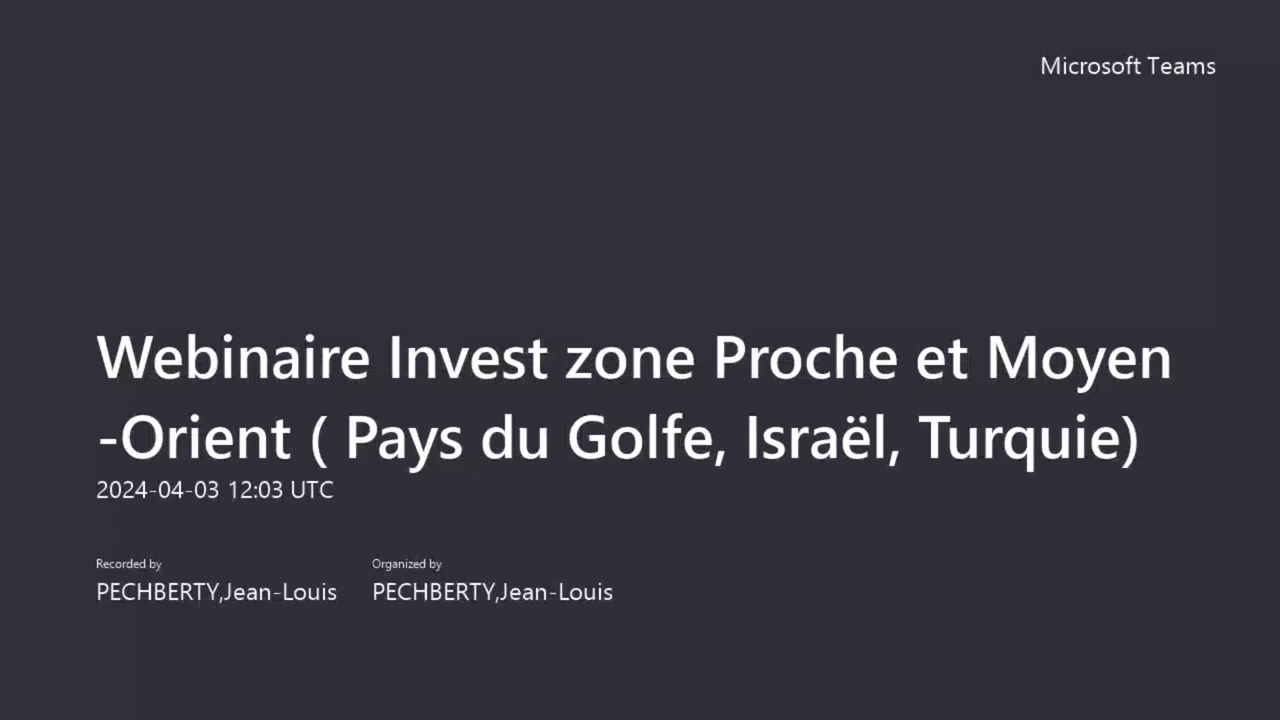 Microsoft Teams
Webinaire Invest zone Proche et Moyen
-Orient ( Pays du Golfe, Israël, Turquie)
2024-04-03 12:03 UTC
Recorded by
Organized by
PECHBERTY,Jean-Louis
PECHBERTY,Jean-Louis